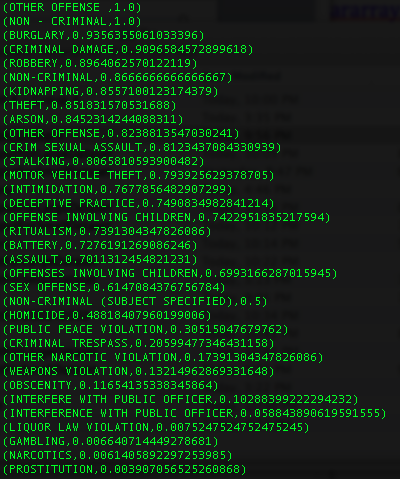 (OTHER OFFENSE ,1.0)
(NON - CRIMINAL,1.0)
(BURGLARY,0.9356355061033396)
(CRIMINAL DAMAGE,0.9096584572899618)
(ROBBERY,0.8964062570122119)
(NON-CRIMINAL,0.8666666666666667)
(KIDNAPPING,0.8557100123174379)
(THEFT,0.851831570531688)
(ARSON,0.8452314244088311)
(OTHER OFFENSE,0.8238813547030241)
(CRIM SEXUAL ASSAULT,0.8123437084330939)
(STALKING,0.8065810593900482)
(MOTOR VEHICLE THEFT,0.793925629378705)
(INTIMIDATION,0.7677856482907299)
(DECEPTIVE PRACTICE,0.7490834982841214)
(OFFENSE INVOLVING CHILDREN,0.7422951835217594)
(RITUALISM,0.7391304347826086)
(BATTERY,0.7276191269086246)
(ASSAULT,0.7011312454821231)
(OFFENSES INVOLVING CHILDREN,0.6993166287015945)
(SEX OFFENSE,0.6147084376756784)
(NON-CRIMINAL (SUBJECT SPECIFIED),0.5)
(HOMICIDE,0.48818407960199006)
(PUBLIC PEACE VIOLATION,0.30515047679762)
(CRIMINAL TRESPASS,0.20599477346431158)
(OTHER NARCOTIC VIOLATION,0.17391304347826086)
(WEAPONS VIOLATION,0.13214962869331648)
(OBSCENITY,0.11654135338345864)
(INTERFERE WITH PUBLIC OFFICER,0.10288399222294232)
(INTERFERENCE WITH PUBLIC OFFICER,0.058843890619591555)
(LIQUOR LAW VIOLATION,0.0075247524752475245)
(GAMBLING,0.006640714449278681)
(NARCOTICS,0.0061405892297253985)
(PROSTITUTION,0.003907056525260868)